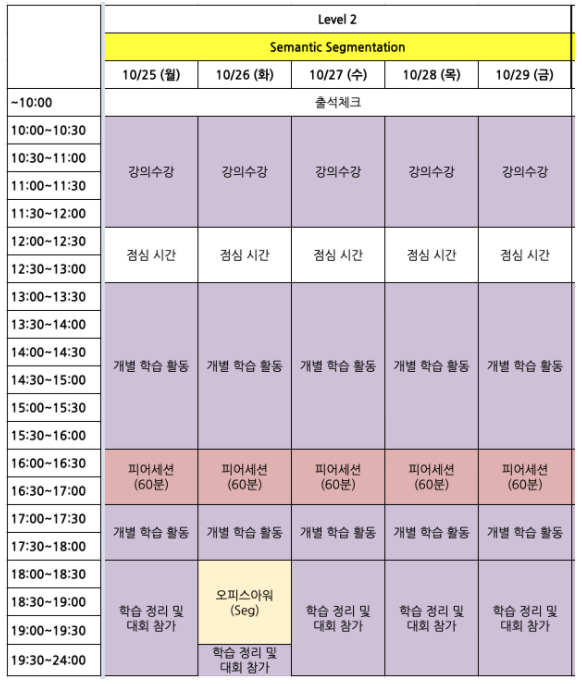 Level 2
Semantic Segmentation
10/25 (월) 10/26 (화) 10/27 (수) 10/28 (목) 10/29 (금)
~10:00 출석체크
10:00~10:30
10:30~11:00
강의수강 강의수강 강의수강 강의수강 강의수강
11:00~11:30
11:30~12:00
12:00~12:30
점심 시간 점심 시간 점심 시간 점심 시간 점심 시간
12:30~13:00
13:00~13:30
13:30~14:00
14:00~14:30
개별 학습 활동 개별 학습 활동 개별 학습 활동 개별 학습 활동 개별 학습 활동
14:30~15:00
15:00~15:30
15:30~16:00
16:00~16:30
피어세션 피어세션 피어세션 피어세션 피어세션
(60분) (60분) (60분) (60분) (60분)
16:30~17:00
17:00~17:30
개별 학습 활동 개별 학습 활동 개별 학습 활동 개별 학습 활동 개별 학습 활동
17:30~18:00
18:00~18:30
오피스아워
18:30~19:00
(Seg)
학습 정리 및 학습 정리 및 학습 정리 및 학습 정리 및
대회 참가 대회 참가 대회 참가 대회 참가
19:00~19:30
학습 정리 및
19:30~24:00
대회 참가